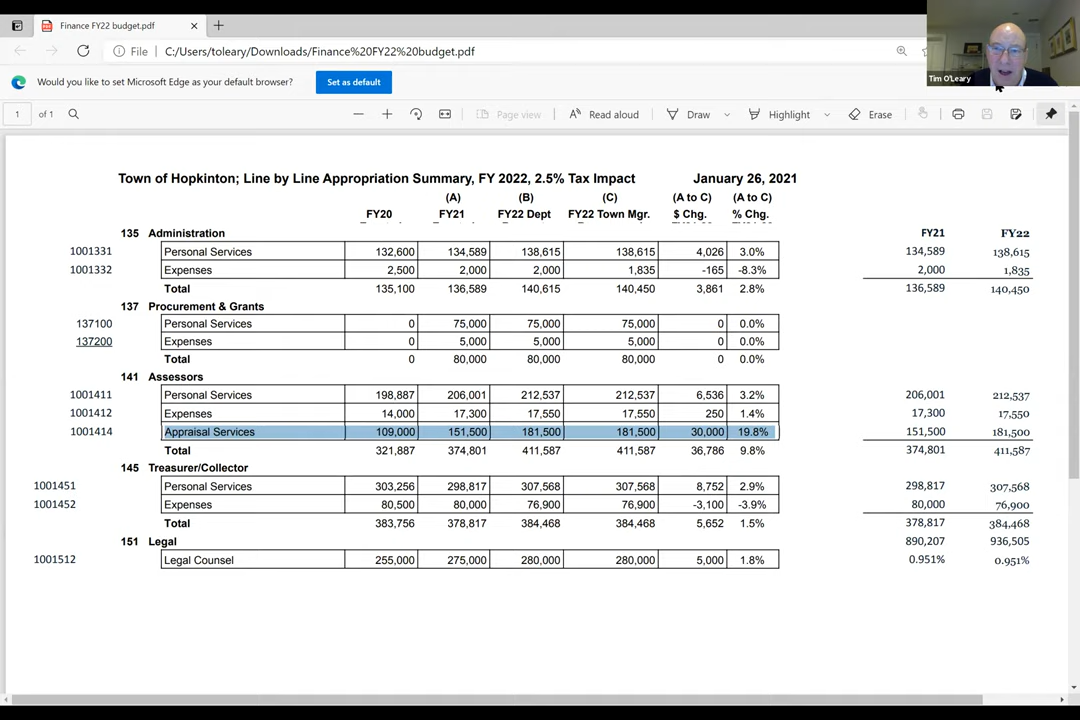 Finance FY22 budget.pdf
File C:/Users/toleary/Downloads/Finance%20FY22%20budget.pdf
Would you like to set Microsoft Edge as your default browser? Set as default
Tim O'Leary
1 of 1 Page view Read aloud Draw Highlight Erase
Town of Hopkinton; Line by Line Appropriation Summary, FY 2022, 2.5% Tax Impact January 26, 2021
(A) (B) (C) (A to C) (A to C)
FY20 FY21 FY22 Dept FY22 Town Mgr. $ Chg. % Chg.
135 Administration FY21 FY22
1001331 Personal Services 132,600 134,589 138,615 138,615 4,026 3.0% 134,589 138,615
1001332 Expenses 2,500 2,000 2,000 1,835 -165 -8.3% 2,000 1,835
Total 135,100 136,589 140,615 140,450 3,861 2.8% 136,589 140,450
137 Procurement & Grants
137100 Personal Services 0 75,000 75,000 75,000 0 0.0%
137200 Expenses 0 5,000 5,000 5,000 0 0.0%
Total 0 80,000 80,000 80,000 0 0.0%
141 Assessors
1001411 Personal Services 198,887 206,001 212,537 212,537 6,536 3.2% 206,001 212,537
1001412 Expenses 14,000 17,300 17,550 17,550 250 1.4% 17,300 17,550
1001414 Appraisal Services 109,000 151,500 181,500 181,500 30,000 19.8% 151,500 181,500
Total 321,887 374,801 411,587 411,587 36,786 9.8% 374,801 411,587
145 Treasurer/Collector
1001451 Personal Services 303,256 298,817 307,568 307,568 8,752 2.9% 298,817 307,568
1001452 Expenses 80,500 80,000 76,900 76,900 -3,100 -3.9% 80,000 76,900
Total 383,756 378,817 384,468 384,468 5,652 1.5% 378,817 384,468
151 Legal 890,207 936,505
1001512 Legal Counsel 255,000 275,000 280,000 280,000 5,000 1.8% 0.951% 0.951%